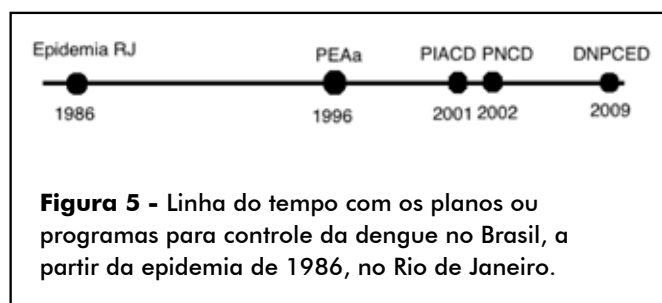 Epidemia RJ PEAa PIACD PNCD DNPCED
1986 1996 2001 2002 2009
Figura 5 - Linha do tempo com os planos ou
programas para controle da dengue no Brasil, a
partir da epidemia de 1986, no Rio de Janeiro.